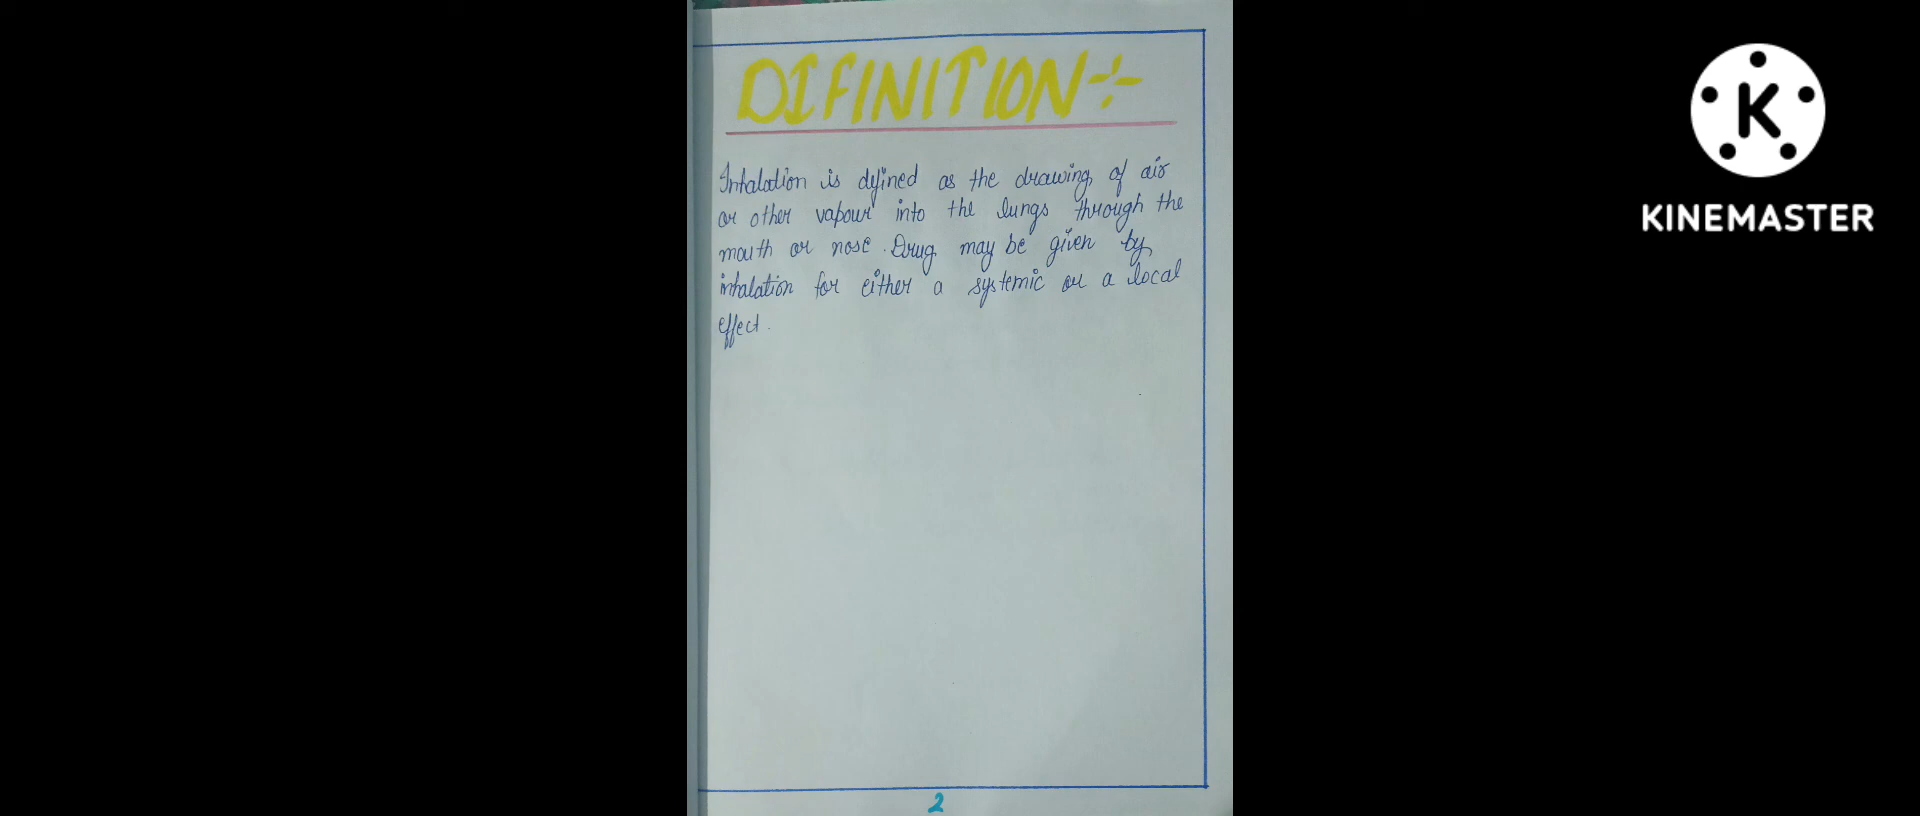 DIFINITION :-
Inhalation is defined as the drawing of air
or other vapour into the lungs through the
mouth or nose. Drug may be given by
inhalation for either a systemic or a local
effect.
2
K
KINEMASTER